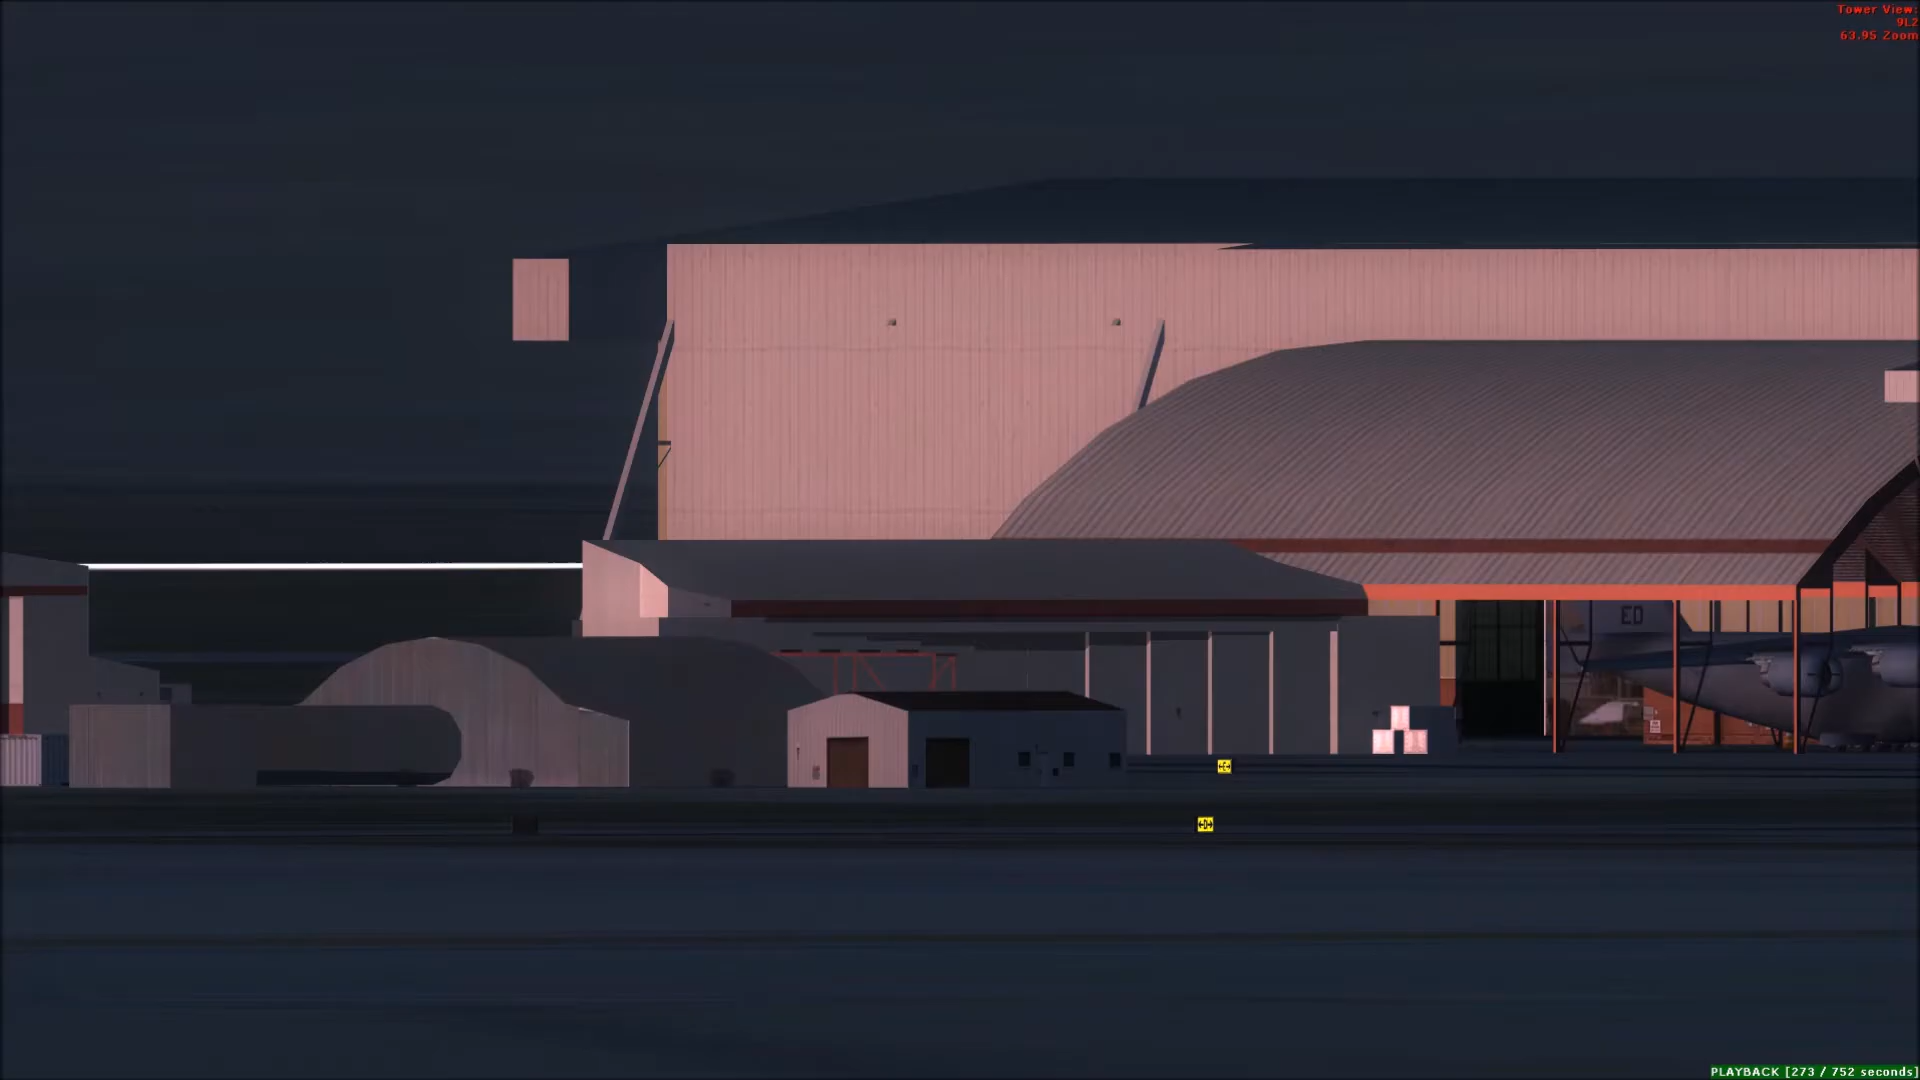 Tower View:
9L2
63.95 Zoom
ED
PLAYBACK [273 / 752 seconds]